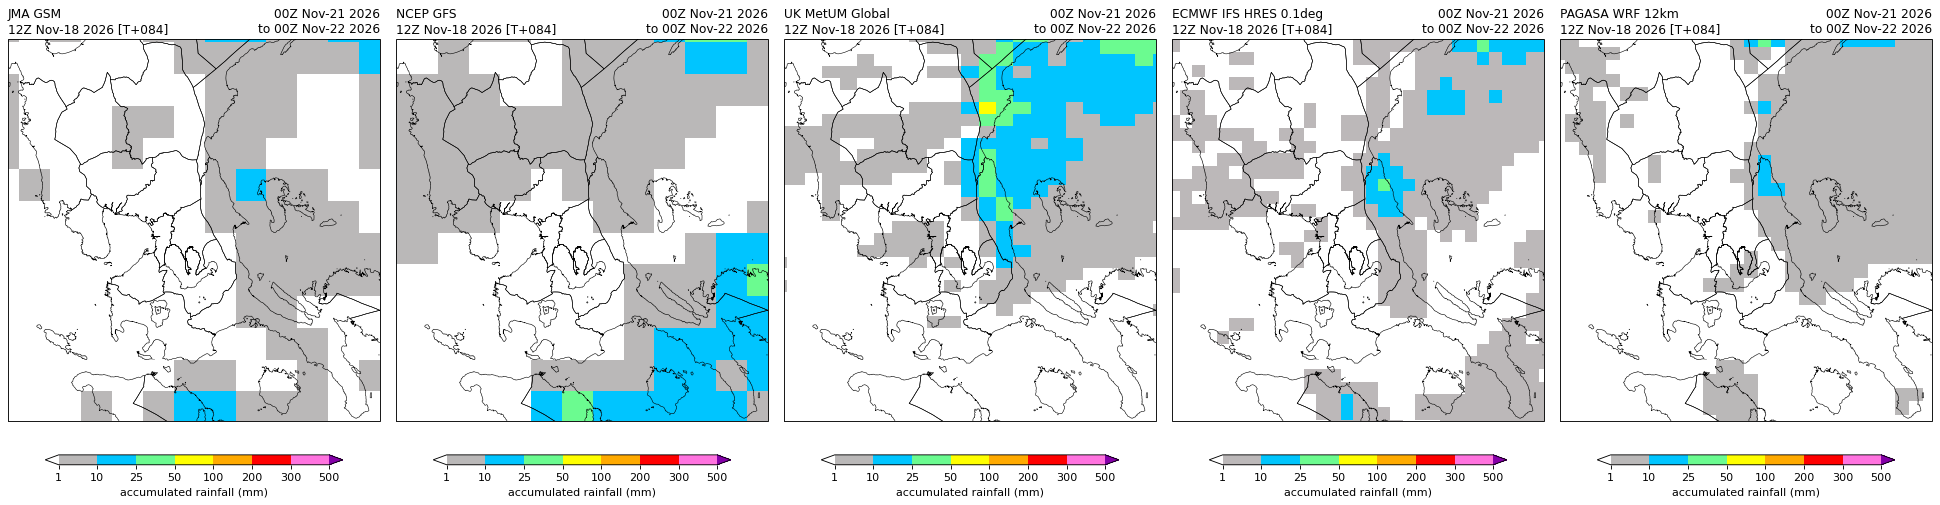 JMA GSM 00Z Nov-21 2026
12Z Nov-18 2026 [T+084] to 00Z Nov-22 2026
1 10 25 50 100 200 300 500
accumulated rainfall (mm)
NCEP GFS 00Z Nov-21 2026
12Z Nov-18 2026 [T+084] to 00Z Nov-22 2026
1 10 25 50 100 200 300 500
accumulated rainfall (mm)
UK MetUM Global 00Z Nov-21 2026
12Z Nov-18 2026 [T+084] to 00Z Nov-22 2026
1 10 25 50 100 200 300 500
accumulated rainfall (mm)
ECMWF IFS HRES 0.1deg 00Z Nov-21 2026
12Z Nov-18 2026 [T+084] to 00Z Nov-22 2026
1 10 25 50 100 200 300 500
accumulated rainfall (mm)
PAGASA WRF 12km 00Z Nov-21 2026
12Z Nov-18 2026 [T+084] to 00Z Nov-22 2026
1 10 25 50 100 200 300 500
accumulated rainfall (mm)